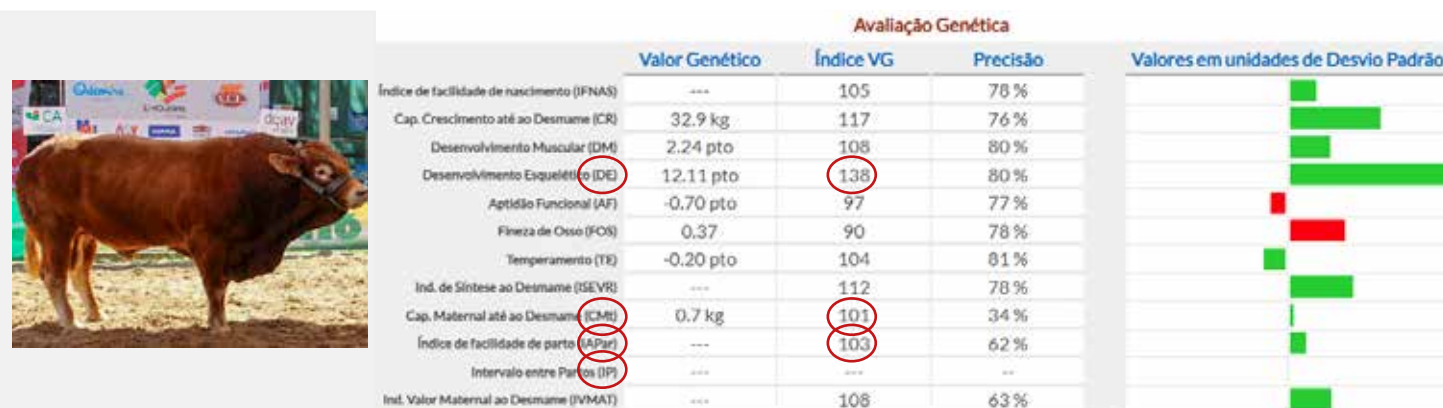 Avaliação Genética
Valor Genético Índice VG Precisão Valores em unidades de Desvio Padrão
Índice de facilidade de nascimento (IFNAS) --- 105 78 %
Cap. Crescimento até ao Desmame (CR) 32.9 kg 117 76 %
Desenvolvimento Muscular (DM) 2.24 pto 108 80 %
Desenvolvimento Esquelético (DE) 12.11 pto 138 80 %
Aptidão Funcional (AF) -0.70 pto 97 77 %
Fineza de Osso (FOS) 0.37 90 78 %
Temperamento (TE) -0.20 pto 104 81 %
Ind. de Síntese ao Desmame (ISEVR) --- 112 78 %
Cap. Maternal até ao Desmame (CMt) 0.7 kg 101 34 %
Índice de facilidade de parto (IAPar) --- 103 62 %
Intervalo entre Partos (IP) --- --- --
Ind. Valor Maternal ao Desmame (IVMAT) --- 108 63 %
CA